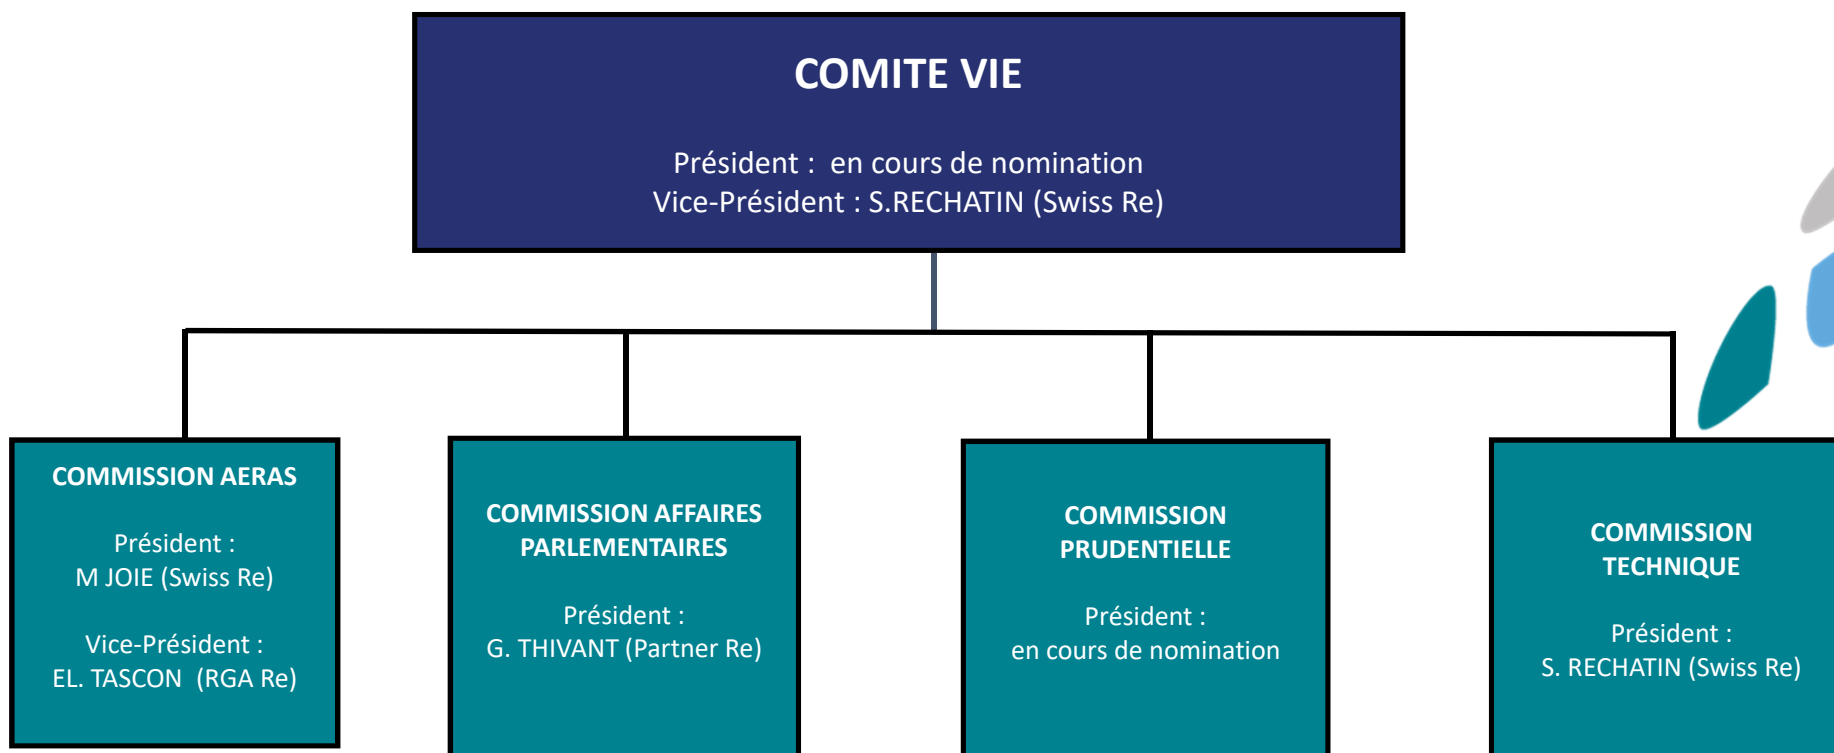 COMITE VIE
Président : en cours de nomination
Vice-Président : S.RECHATIN (Swiss Re)
COMMISSION AERAS
Président :
M JOIE (Swiss Re)
Vice-Président :
EL. TASCON (RGA Re)
COMMISSION AFFAIRES
PARLEMENTAIRES
Président :
G. THIVANT (Partner Re)
COMMISSION
PRUDENTIELLE
Président :
en cours de nomination
COMMISSION
TECHNIQUE
Président :
S. RECHATIN (Swiss Re)